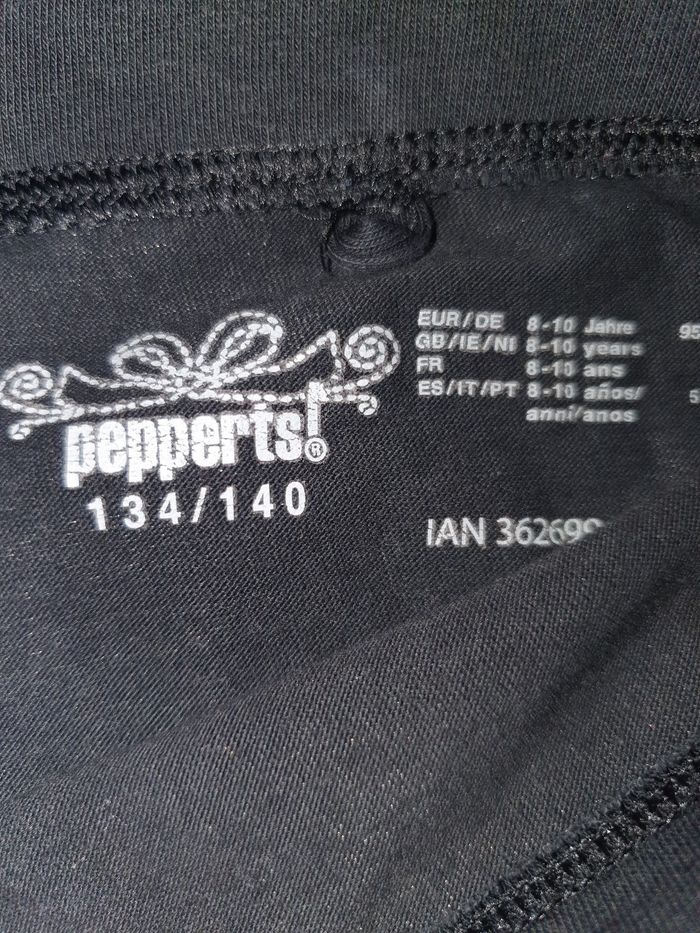 pepperts!®
134/140
EUR/DE 8-10 Jahre
GB/IE/NI 8-10 years
FR 8-10 ans
ES/IT/PT 8-10 años/
anni/anos
IAN